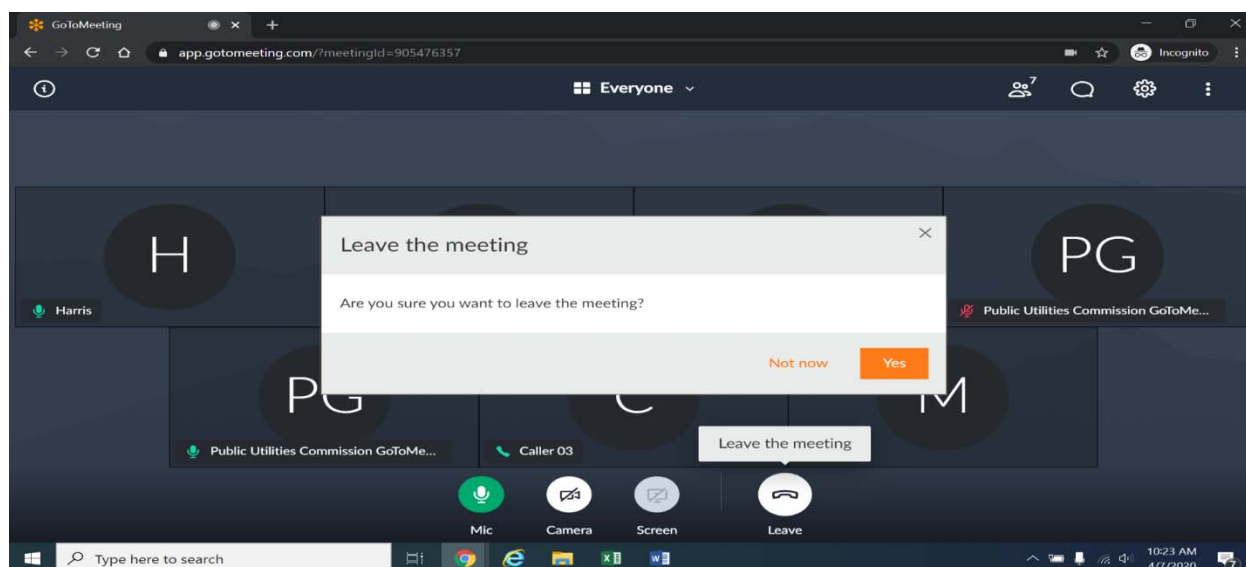 GoToMeeting
app.gotomeeting.com/?meetingId=905476357
Incognito
Everyone
7
H
Harris
PG
Public Utilities Commission GoToMe...
Leave the meeting
Are you sure you want to leave the meeting?
Not now
Yes
PG
Public Utilities Commission GoToMe...
C
Caller 03
M
Leave the meeting
Mic
Camera
Screen
Leave
Type here to search
10:23 AM
4/7/2020
7